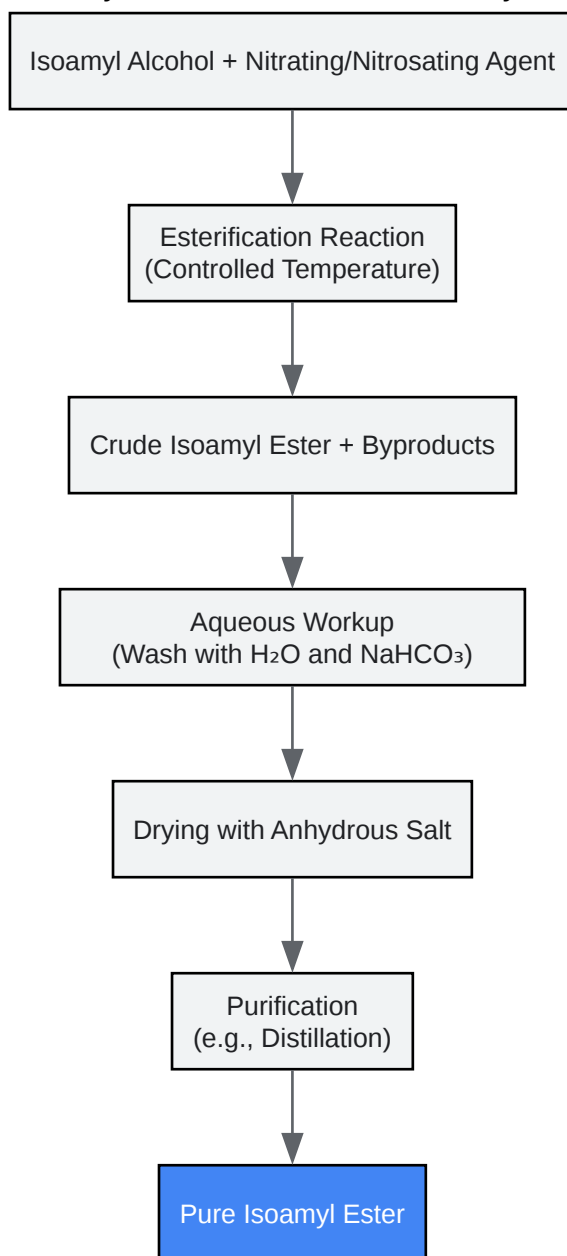 Isoamyl Alcohol + Nitrating/Nitrosating Agent
Esterification Reaction
(Controlled Temperature)
Crude Isoamyl Ester + Byproducts
Aqueous Workup
(Wash with H₂O and NaHCO₃)
Drying with Anhydrous Salt
Purification
(e.g., Distillation)
Pure Isoamyl Ester